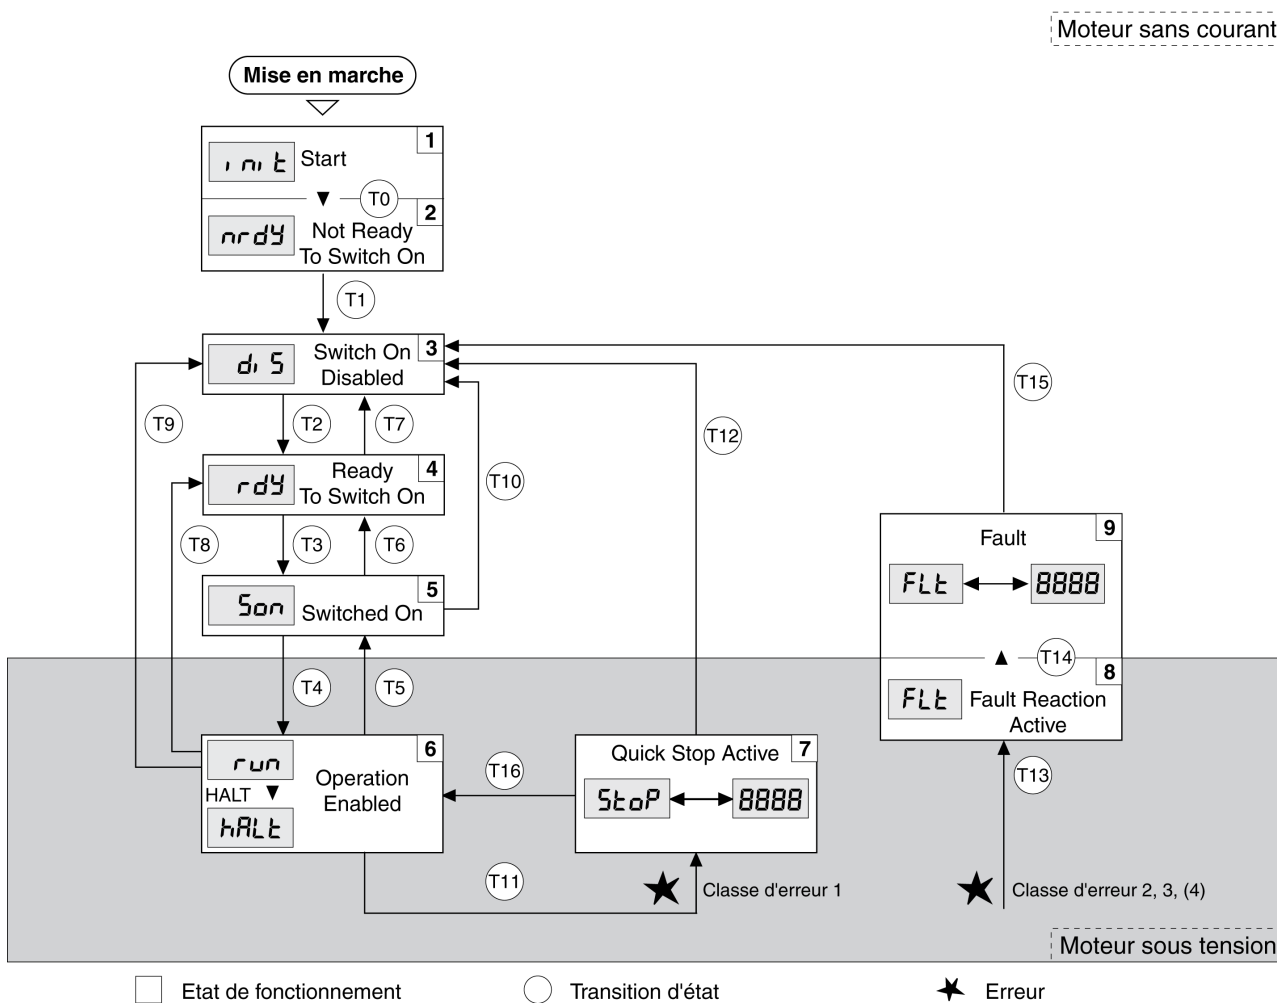 Moteur sans courant
Mise en marche
1
init
Start
T0
2
nrdy
Not Ready
To Switch On
T1
3
diS
Switch On
Disabled
T15
T9
T2
T7
T12
4
rdy
Ready
To Switch On
T10
T8
T3
T6
9
Fault
FLt
8888
5
Son
Switched On
T14
8
T4
T5
FLt
Fault Reaction
Active
6
run
HALT
hALt
Operation
Enabled
T16
7
Quick Stop Active
StoP
8888
T13
T11
Classe d'erreur 1
Classe d'erreur 2, 3, (4)
Moteur sous tension
Etat de fonctionnement
Transition d'état
Erreur